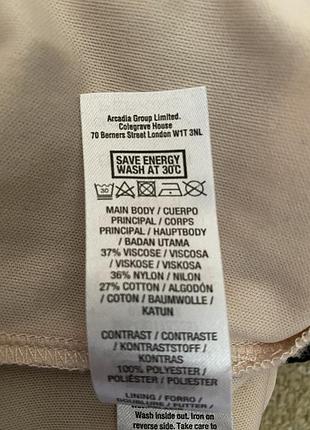 Arcadia Group Limited.
Colegrave House
70 Berners Street London W1T 3NL
SAVE ENERGY
WASH AT 30°C
30
MAIN BODY / CUERPO
PRINCIPAL / CORPS
PRINCIPAL / HAUPTBODY
/ BADAN UTAMA
37% VISCOSE / VISCOSA
/ VISKOSE / VISKOSA
36% NYLON / NILON
27% COTTON / ALGODÓN
/ COTON / BAUMWOLLE /
KATUN
CONTRAST / CONTRASTE
/ KONTRASTSTOFF /
KONTRAS
100% POLYESTER /
POLIÉSTER / POLIESTER
LINING / FORRO /
DOUBLURE / FUTTER /
Wash inside out. Iron on
reverse side. Take care